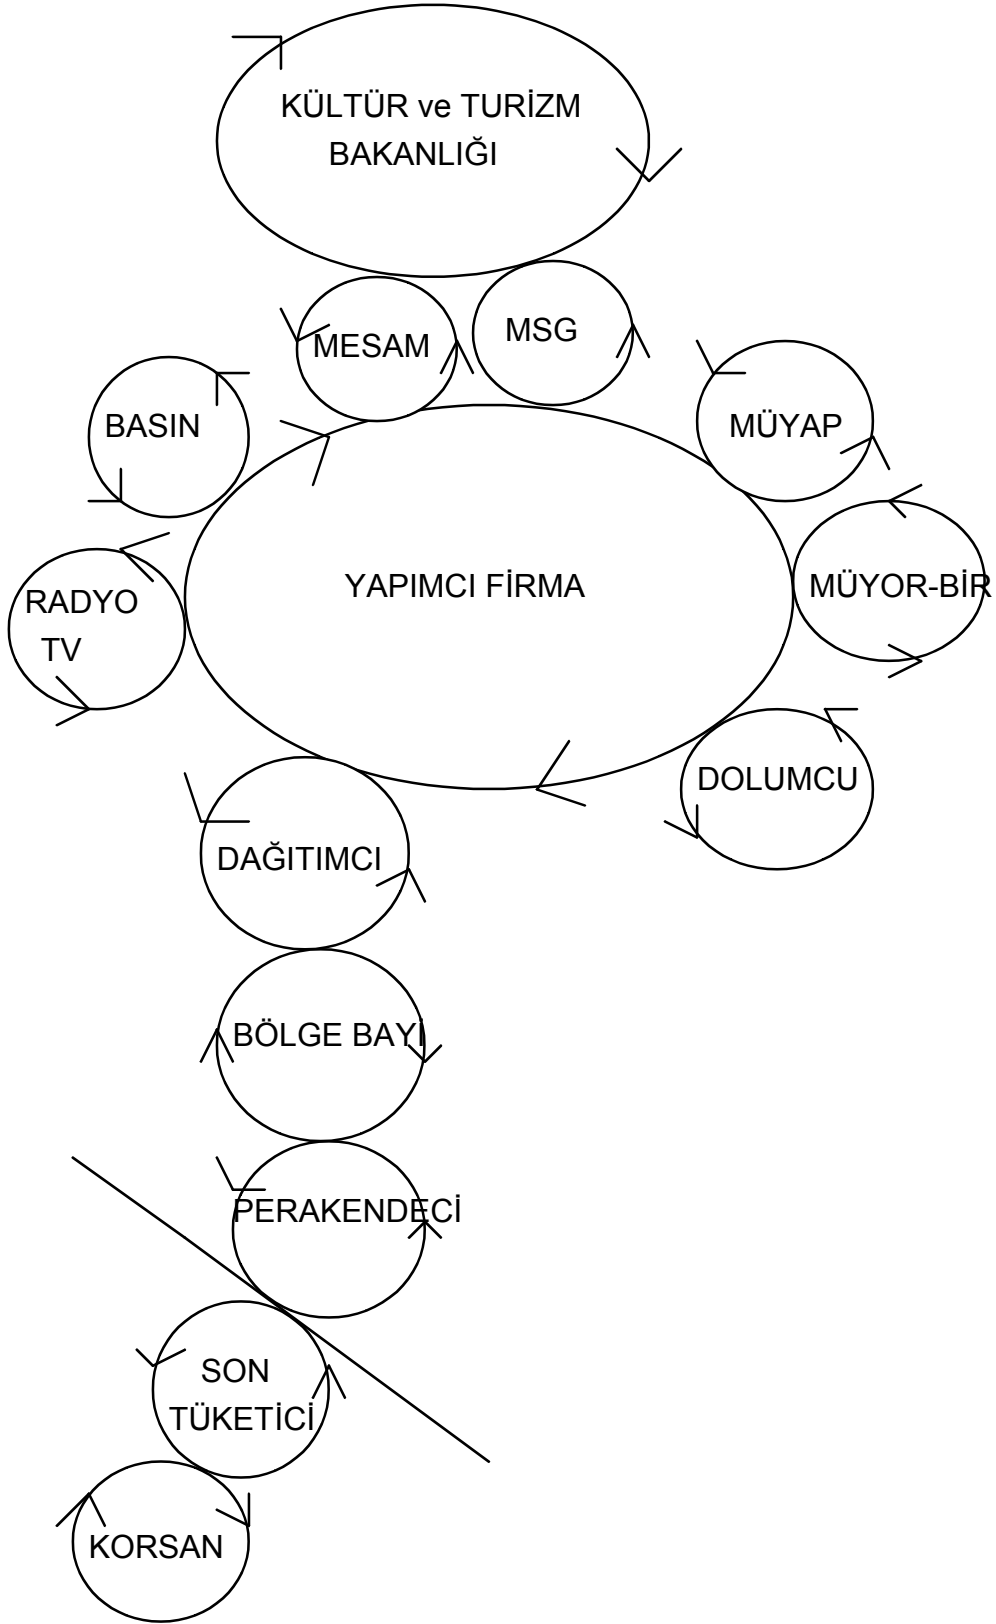 KÜLTÜR ve TURİZM
BAKANLIĞI
MSG
MESAM
BASIN
MÜYAP
YAPIMCI FİRMA
MÜYOR-BİR
RADYO
TV
DOLUMCU
DAĞITIMCI
BÖLGE BAYİ
PERAKENDECİ
SON
TÜKETİCİ
KORSAN